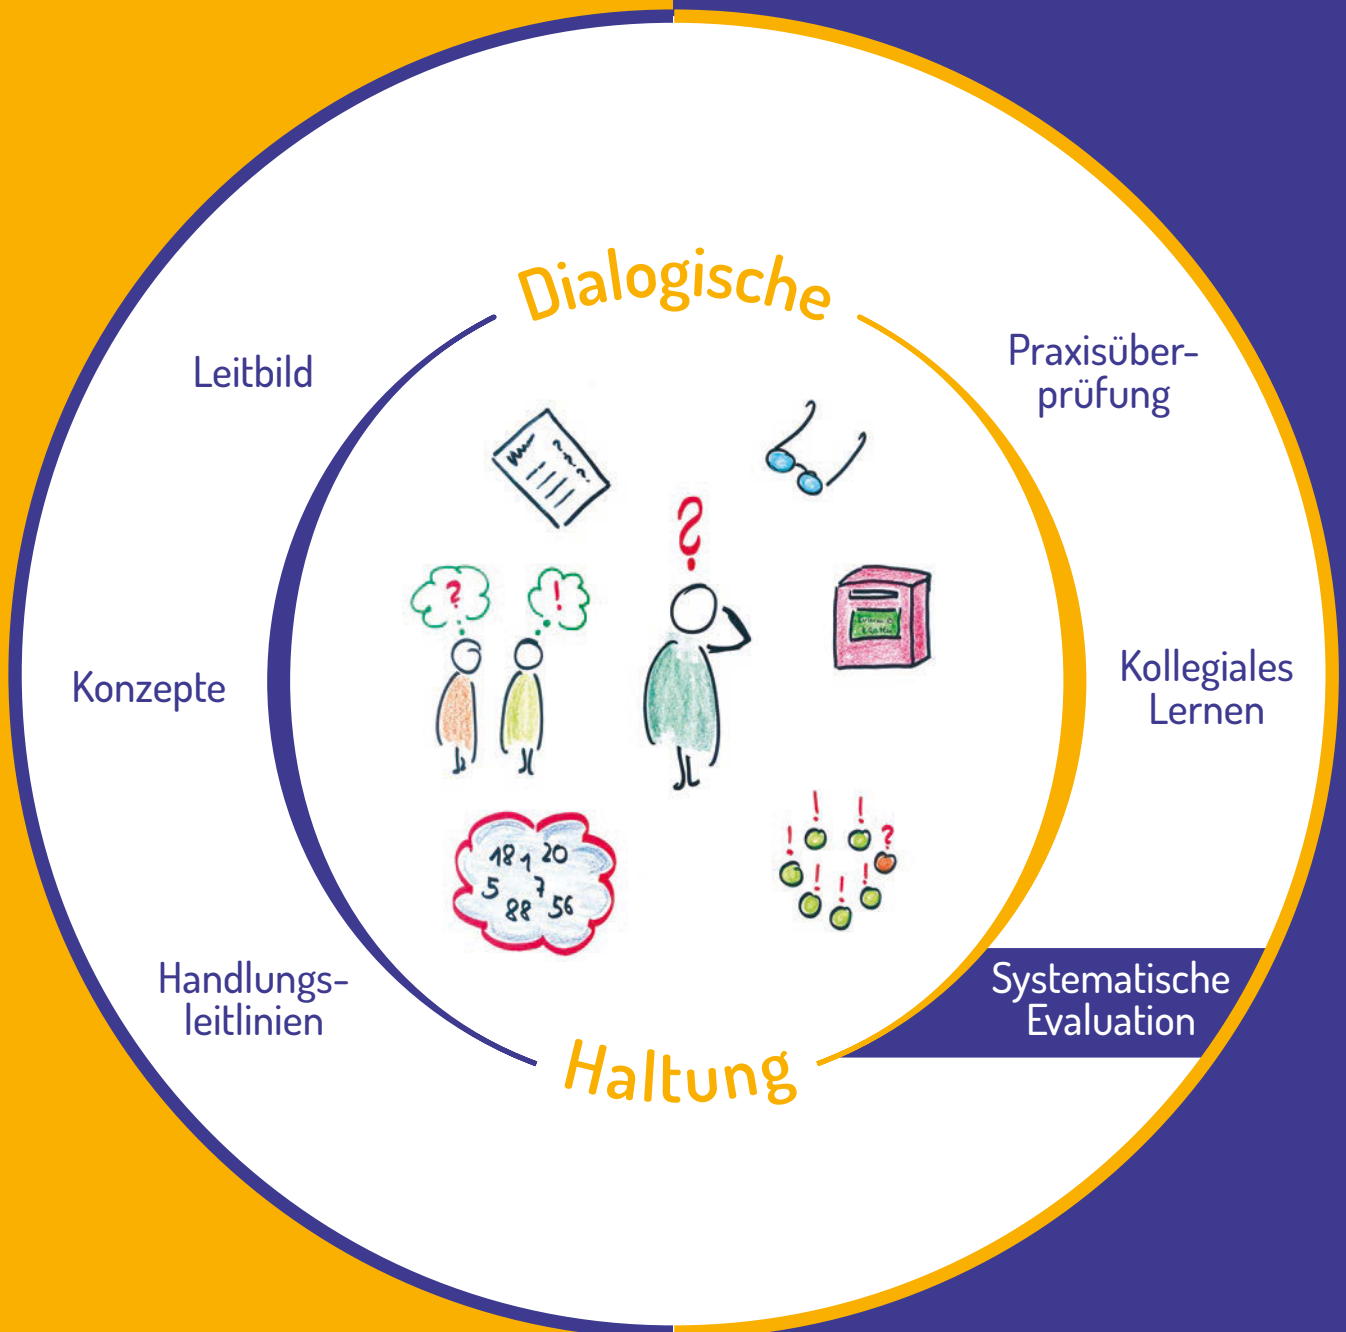 Dialogische
Leitbild
Praxisüber-
prüfung
?
? !
Konzepte
Kollegiales
Lernen
18 1 20
5 7
88 56
! ! ! ?
! ! !
Handlungs-
leitlinien
Systematische
Evaluation
Haltung